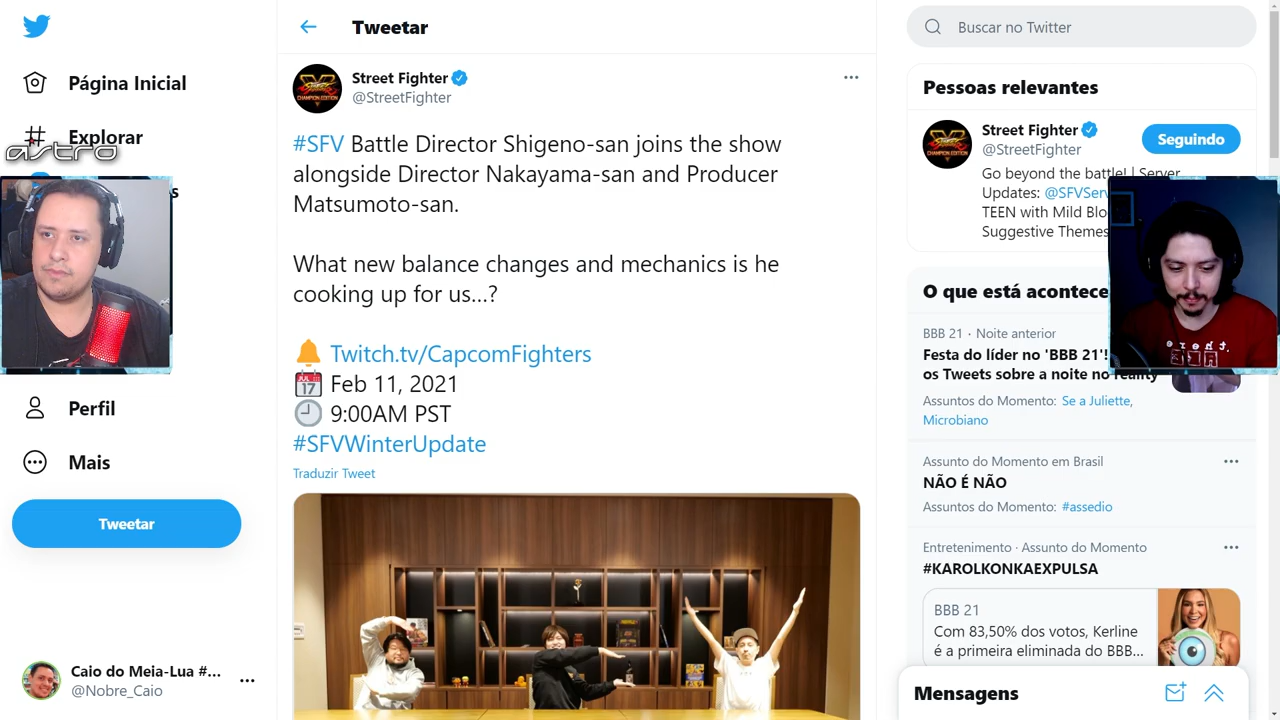 Tweetar
Buscar no Twitter
Página Inicial
Explorar
astro
s
Perfil
Mais
Tweetar
Caio do Meia-Lua #...
@Nobre_Caio
Street Fighter
@StreetFighter
#SFV Battle Director Shigeno-san joins the show
alongside Director Nakayama-san and Producer
Matsumoto-san.
What new balance changes and mechanics is he
cooking up for us...?
Twitch.tv/CapcomFighters
JUL 17 Feb 11, 2021
9:00AM PST
#SFVWinterUpdate
Traduzir Tweet
Pessoas relevantes
Street Fighter
@StreetFighter
Seguindo
Go beyond the battle! | Server
Updates: @SFVServ
TEEN with Mild Blo
Suggestive Themes
O que está acontece
BBB 21 · Noite anterior
Festa do líder no 'BBB 21'!
os Tweets sobre a noite no reality
Assuntos do Momento: Se a Juliette,
Microbiano
Assunto do Momento em Brasil
NÃO É NÃO
Assuntos do Momento: #assedio
Entretenimento · Assunto do Momento
#KAROLKONKAEXPULSA
BBB 21
Com 83,50% dos votos, Kerline
é a primeira eliminada do BBB...
Mensagens